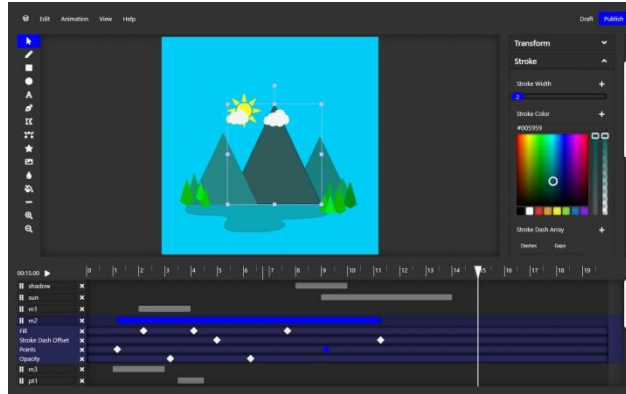 Edit Animation View Help Draft Publish
Transform
Stroke
Stroke Width
2
Stroke Color
#005959
Stroke Dash Array
Dashes Gaps
A
00:15.00 0 1 2 3 4 5 6 7 8 9 10 11 12 13 14 15 16 17 18 19
shadow
sun
m1
m2
Fill
Stroke Dash Offset
Points
Opacity
m3
pt1